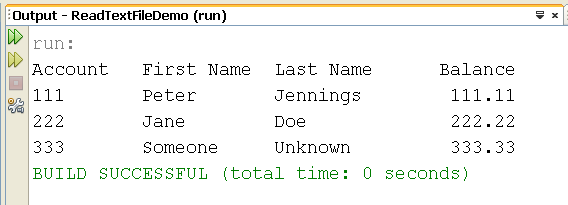 Output - ReadTextFileDemo (run)
run:
Account First Name Last Name Balance
111 Peter Jennings 111.11
222 Jane Doe 222.22
333 Someone Unknown 333.33
BUILD SUCCESSFUL (total time: 0 seconds)